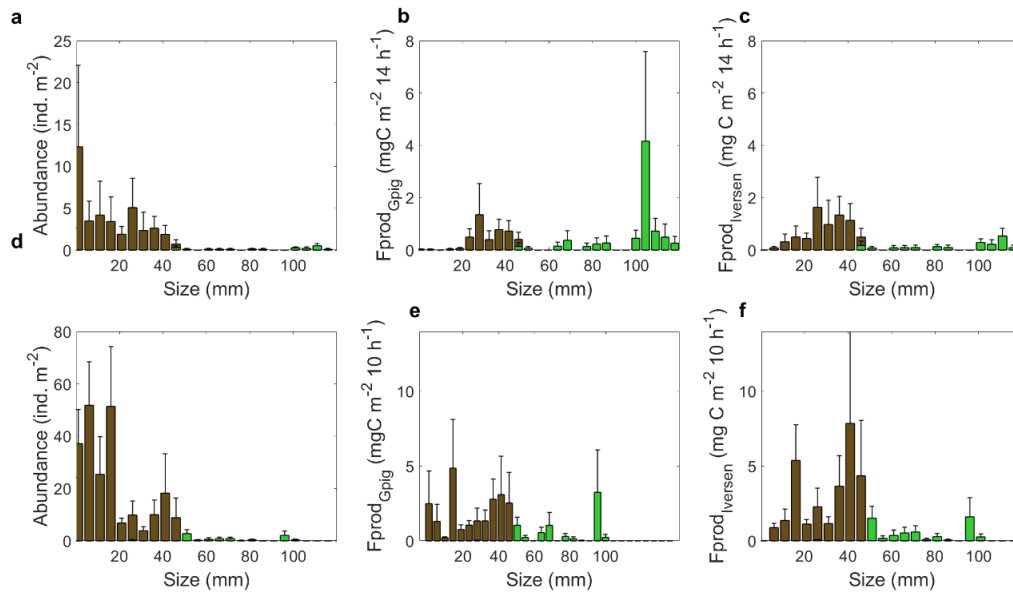 a
b
c
Abundance (ind. m-2)
25
20
15
10
5
0
20 40 60 80 100
Size (mm)
FprodGpig (mgC m-2 14 h-1)
8
6
4
2
0
20 40 60 80 100
Size (mm)
FprodIversen (mg C m-2 14 h-1)
8
6
4
2
0
20 40 60 80 100
Size (mm)
d
e
f
Abundance (ind. m-2)
80
60
40
20
0
20 40 60 80 100
Size (mm)
FprodGpig (mgC m-2 10 h-1)
10
5
0
20 40 60 80 100
Size (mm)
FprodIversen (mg C m-2 10 h-1)
10
5
0
20 40 60 80 100
Size (mm)